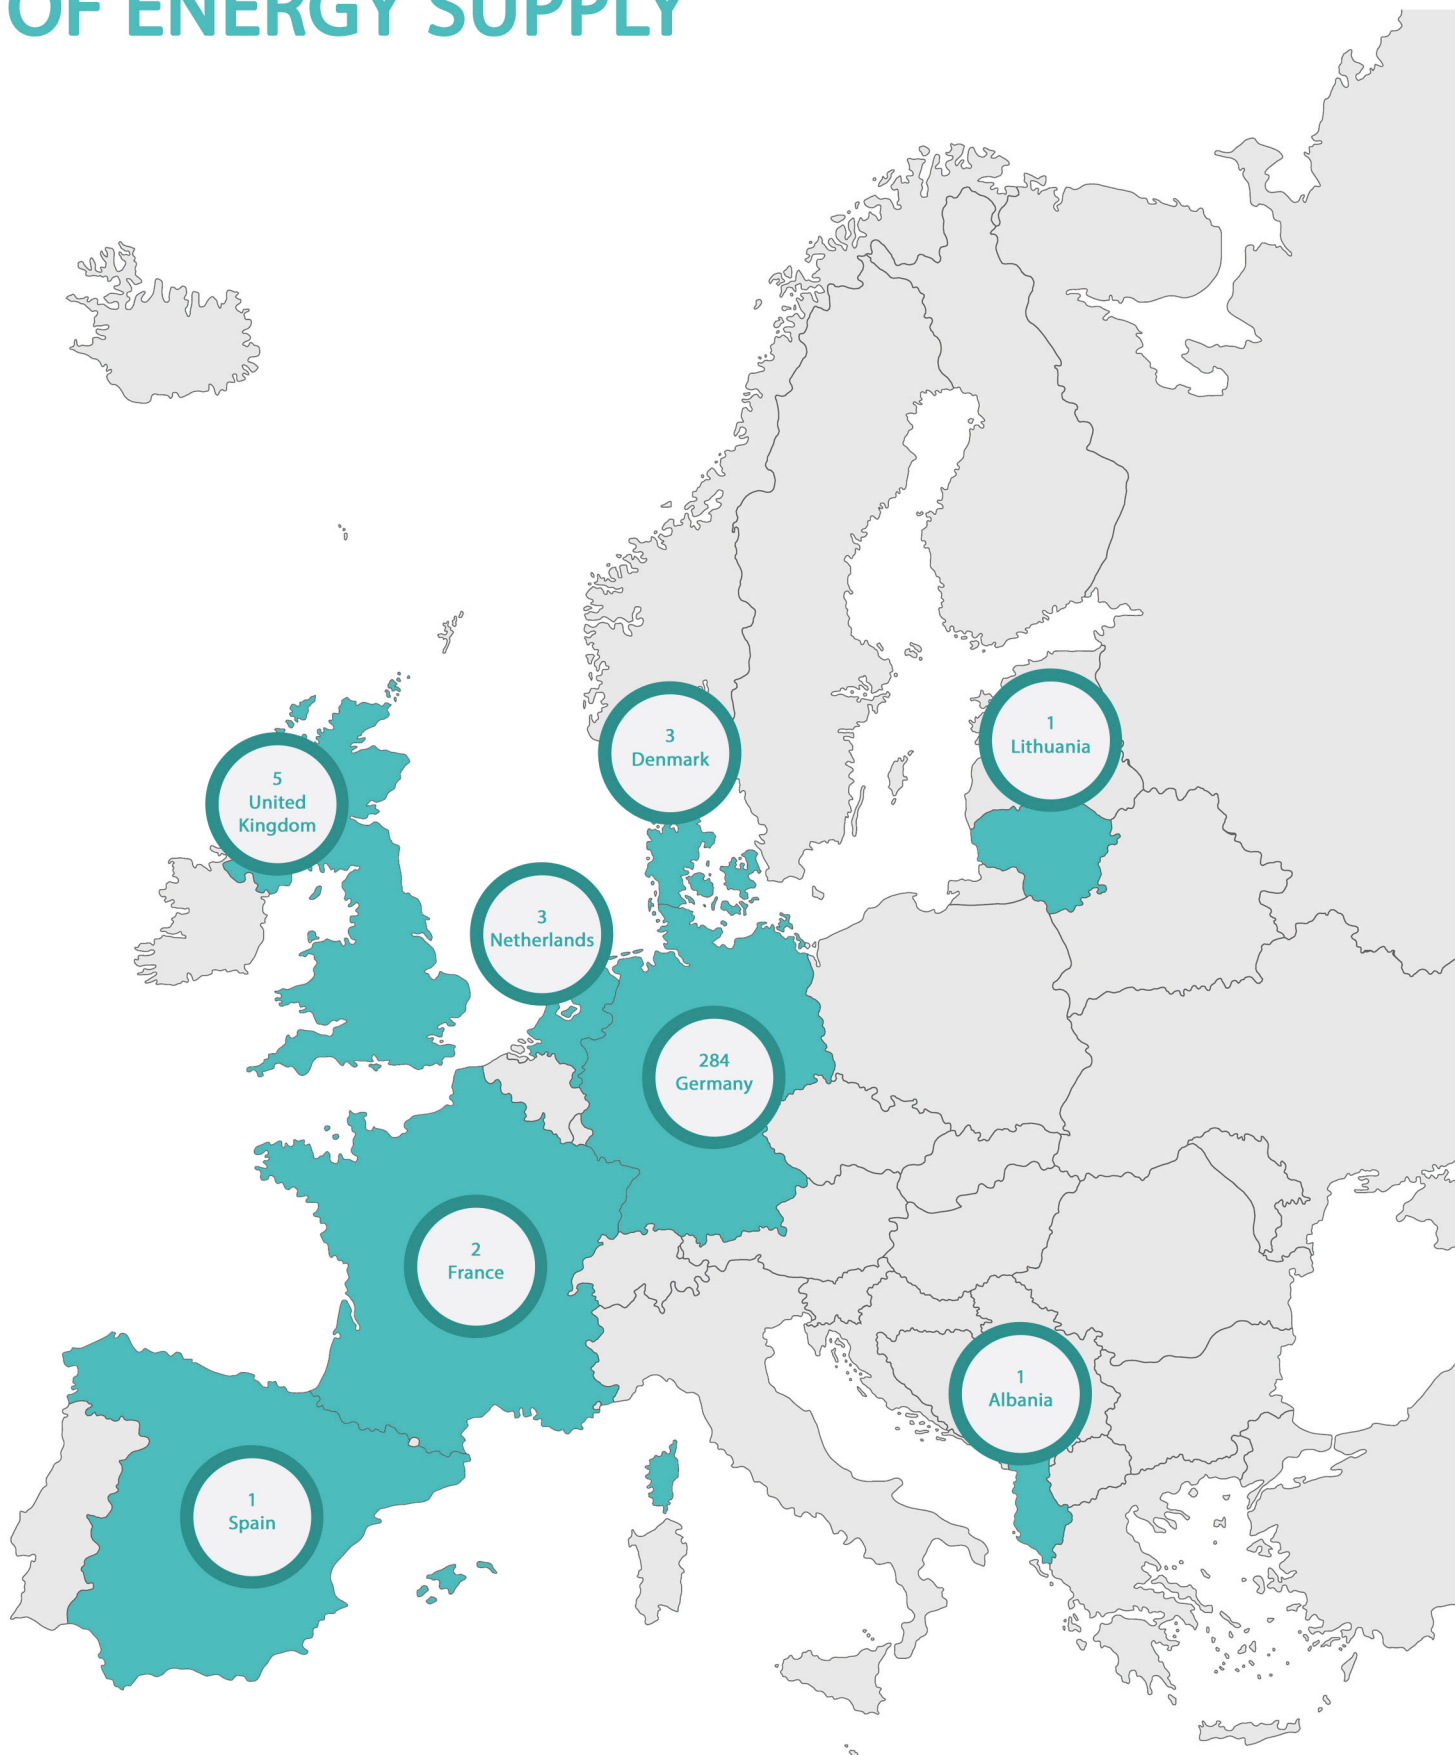 OF ENERGY SUPPLY
3
Denmark
1
Lithuania
5
United
Kingdom
3
Netherlands
284
Germany
2
France
1
Albania
1
Spain